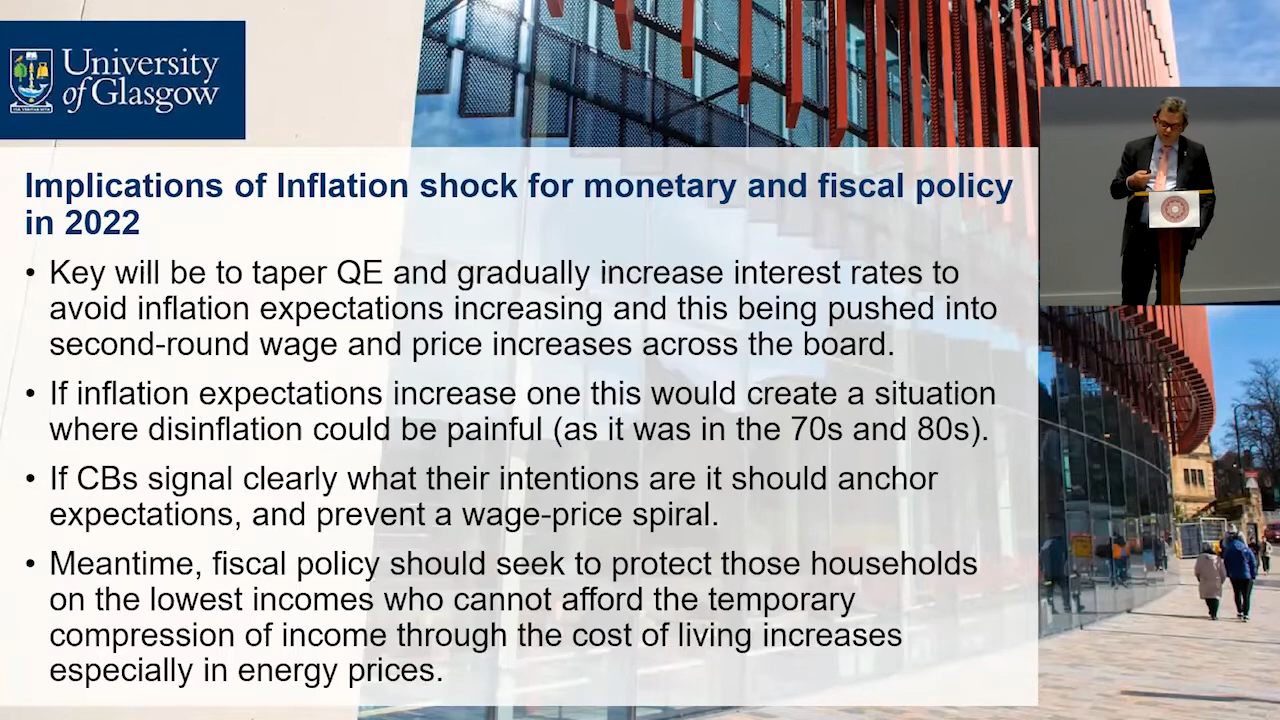 University
of Glasgow
Implications of Inflation shock for monetary and fiscal policy
in 2022
• Key will be to taper QE and gradually increase interest rates to
avoid inflation expectations increasing and this being pushed into
second-round wage and price increases across the board.
• If inflation expectations increase one this would create a situation
where disinflation could be painful (as it was in the 70s and 80s).
• If CBs signal clearly what their intentions are it should anchor
expectations, and prevent a wage-price spiral.
• Meantime, fiscal policy should seek to protect those households
on the lowest incomes who cannot afford the temporary
compression of income through the cost of living increases
especially in energy prices.